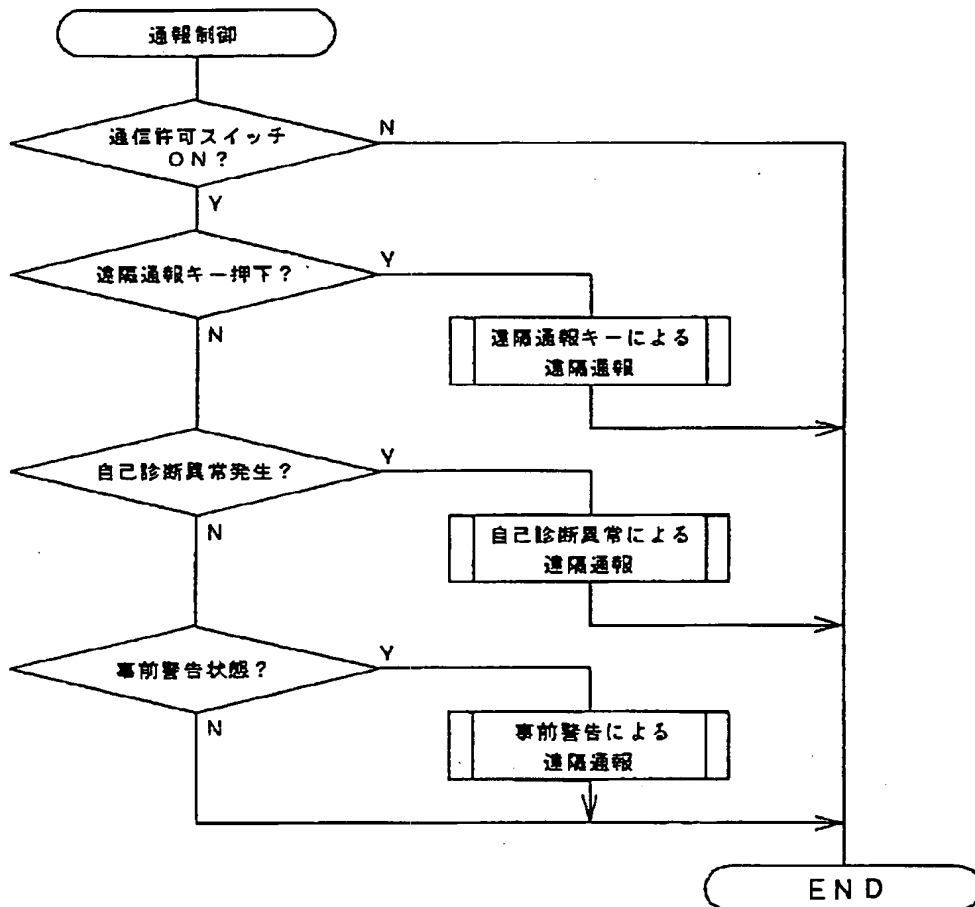 通報制御
通信許可スイッチ
ON?
N
Y
遠隔通報キー押下?
Y
N
遠隔通報キーによる
遠隔通報
自己診断異常発生?
Y
N
自己診断異常による
遠隔通報
事前警告状態?
Y
N
事前警告による
遠隔通報
END